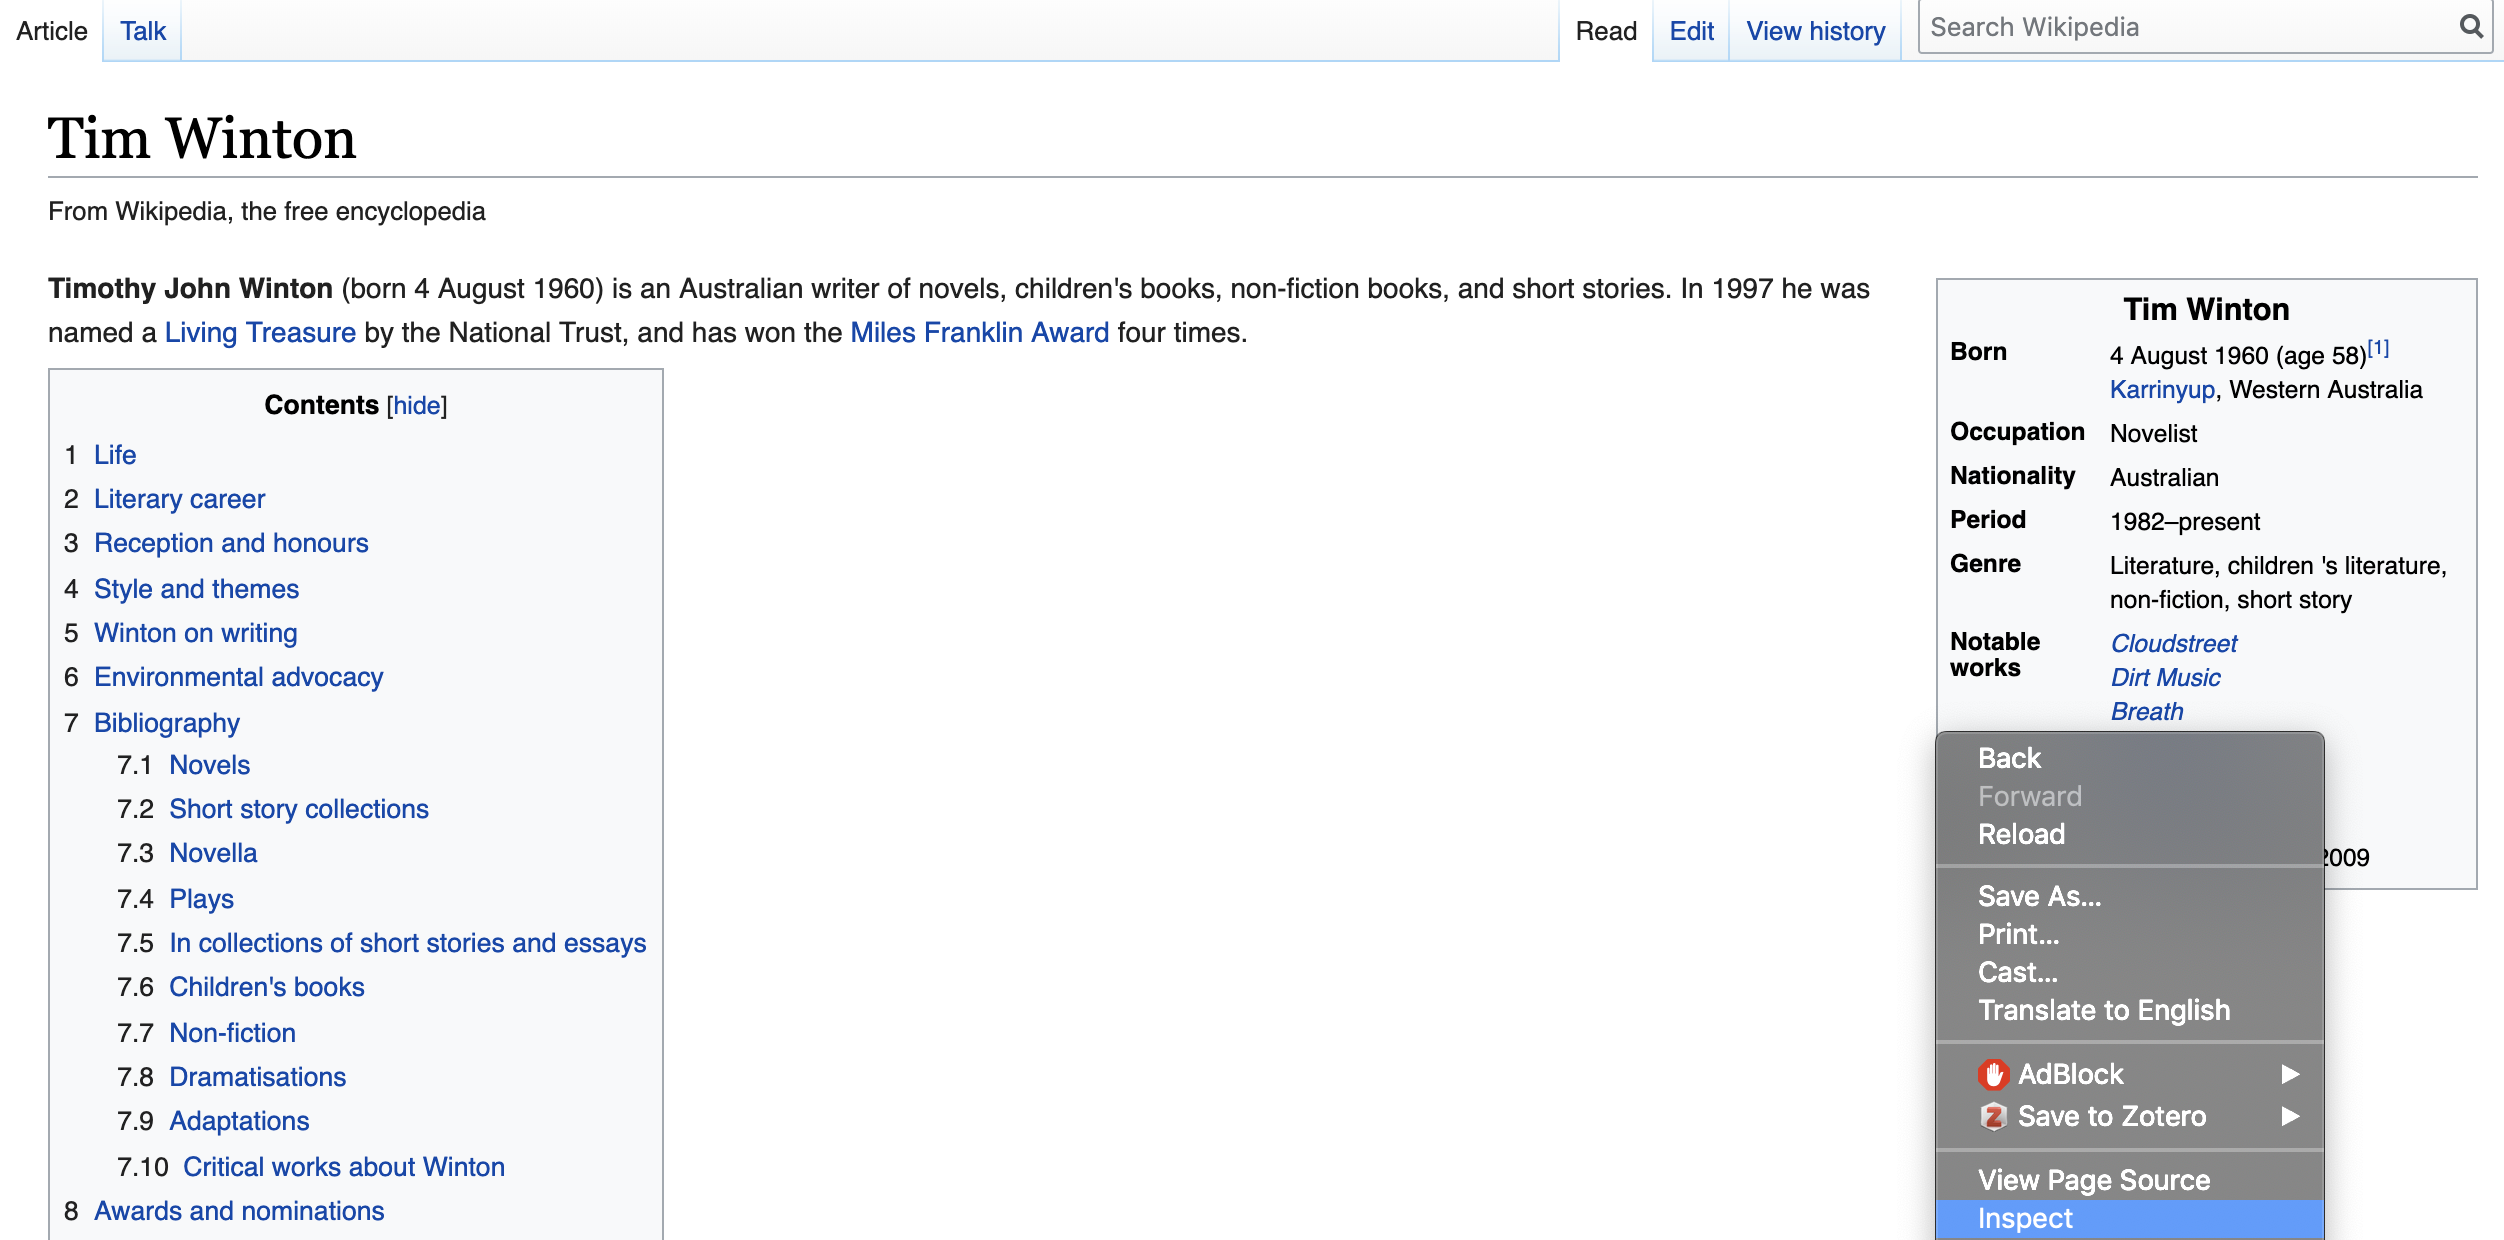 Article Talk Read Edit View history Search Wikipedia
Tim Winton
From Wikipedia, the free encyclopedia
Timothy John Winton (born 4 August 1960) is an Australian writer of novels, children's books, non-fiction books, and short stories. In 1997 he was
named a Living Treasure by the National Trust, and has won the Miles Franklin Award four times.
Contents [hide]
1 Life
2 Literary career
3 Reception and honours
4 Style and themes
5 Winton on writing
6 Environmental advocacy
7 Bibliography
7.1 Novels
7.2 Short story collections
7.3 Novella
7.4 Plays
7.5 In collections of short stories and essays
7.6 Children's books
7.7 Non-fiction
7.8 Dramatisations
7.9 Adaptations
7.10 Critical works about Winton
8 Awards and nominations
Tim Winton
Born 4 August 1960 (age 58)[1]
Karrinyup, Western Australia
Occupation Novelist
Nationality Australian
Period 1982–present
Genre Literature, children 's literature,
non-fiction, short story
Notable works Cloudstreet
Dirt Music
Breath
2009
Back
Forward
Reload
Save As...
Print...
Cast...
Translate to English
AdBlock
Save to Zotero
View Page Source
Inspect